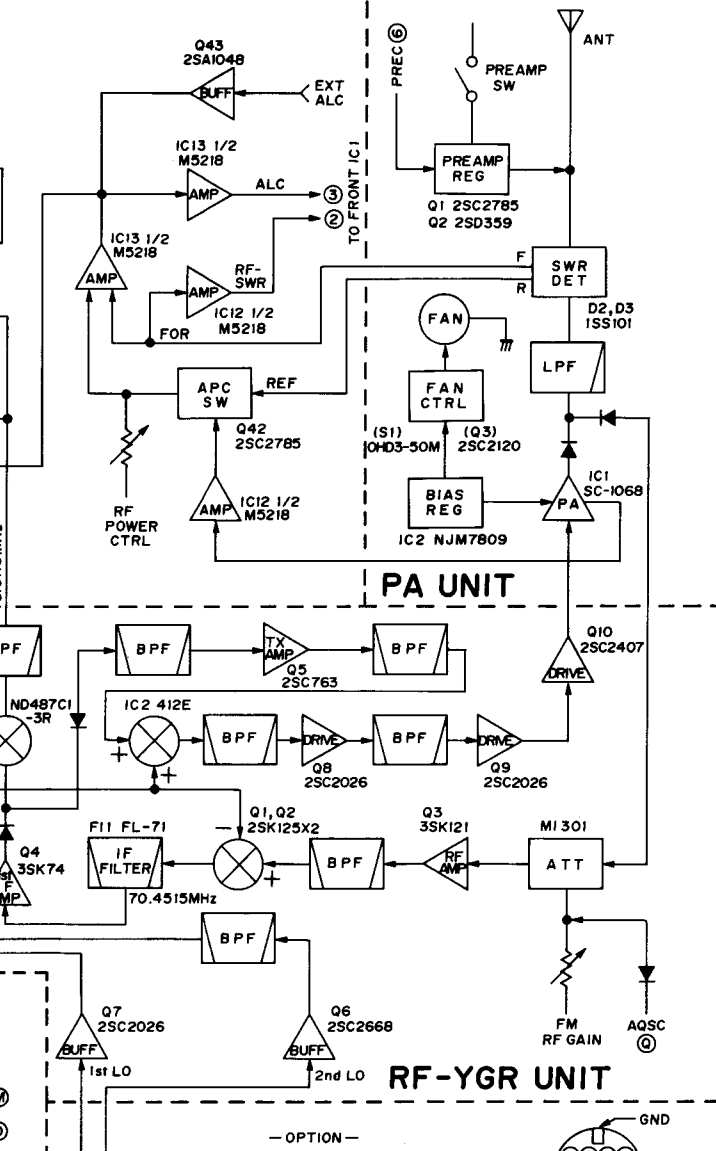 Q43
2SA1048
BUFF
EXT
ALC
PREC ⑥
PREAMP
SW
ANT
IC13 1/2
M5218
AMP
ALC
③
②
TO FRONT IC1
PREAMP
REG
Q1 2SC2785
Q2 2SD359
IC13 1/2
M5218
AMP
RF-
SWR
AMP
IC12 1/2
M5218
FOR
F
R
SWR
DET
D2,D3
1SS101
FAN
LPF
APC
SW
REF
Q42
2SC2785
FAN
CTRL
(S1)
OHD3-50M
(Q3)
2SC2120
RF
POWER
CTRL
AMP
IC12 1/2
M5218
BIAS
REG
IC2 NJM7809
IC1
SC-1068
PA
PA UNIT
PF
BPF
TX
AMP
Q5
2SC763
BPF
Q10
2SC2407
DRIVE
ND487C1
-3R
IC2 412E
+
+
BPF
DRIVE
Q8
2SC2026
BPF
DRIVE
Q9
2SC2026
Q4
3SK74
F11 FL-71
IF
FILTER
70.4515MHz
Q1,Q2
2SK125X2
-
+
BPF
Q3
3SK121
RF
AMP
M1301
ATT
BPF
Q7
2SC2026
BUFF
1st LO
Q6
2SC2668
BUFF
2nd LO
FM
RF GAIN
AQSC
Ⓠ
RF-YGR UNIT
GND
— OPTION —